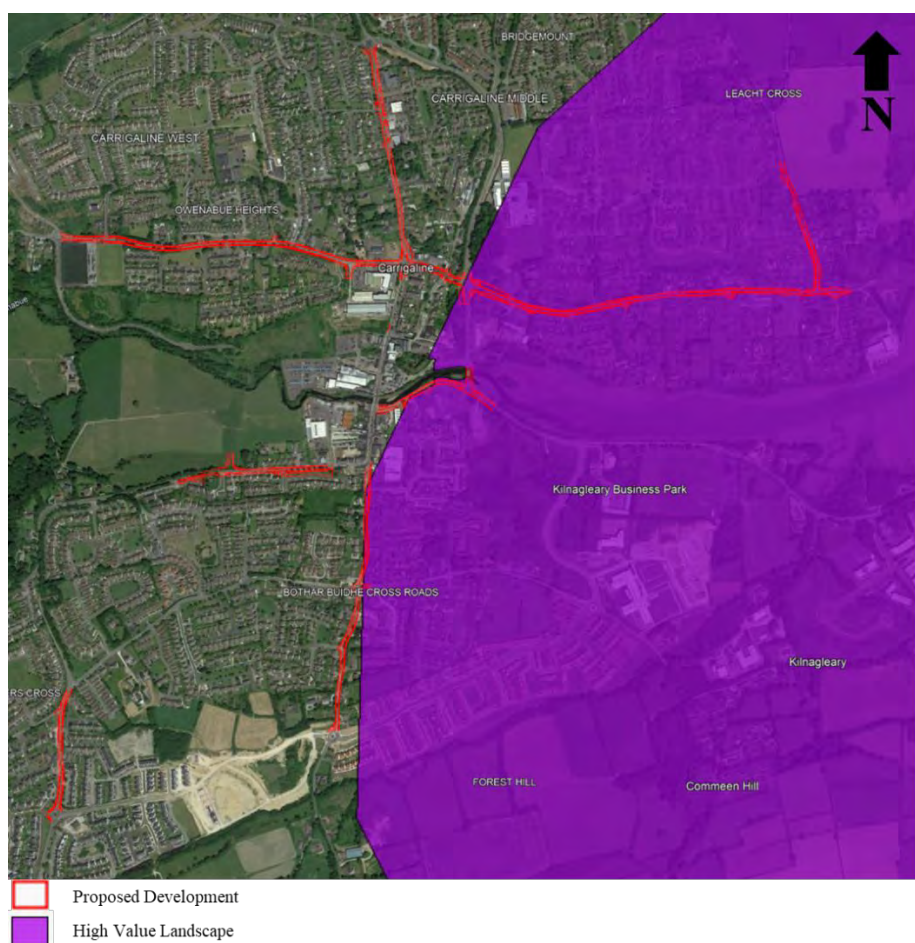 BRIDGEMOUNT
LEACHT CROSS
CARRIGALINE MIDDLE
N
CARRIGALINE WEST
OWENABUE HEIGHTS
Carrigaline
Kilnagleary Business Park
BOTHAR BUIDHE CROSS ROADS
Kilnagleary
RS CROSS
FOREST HILL
Commeen Hill
Proposed Development
High Value Landscape